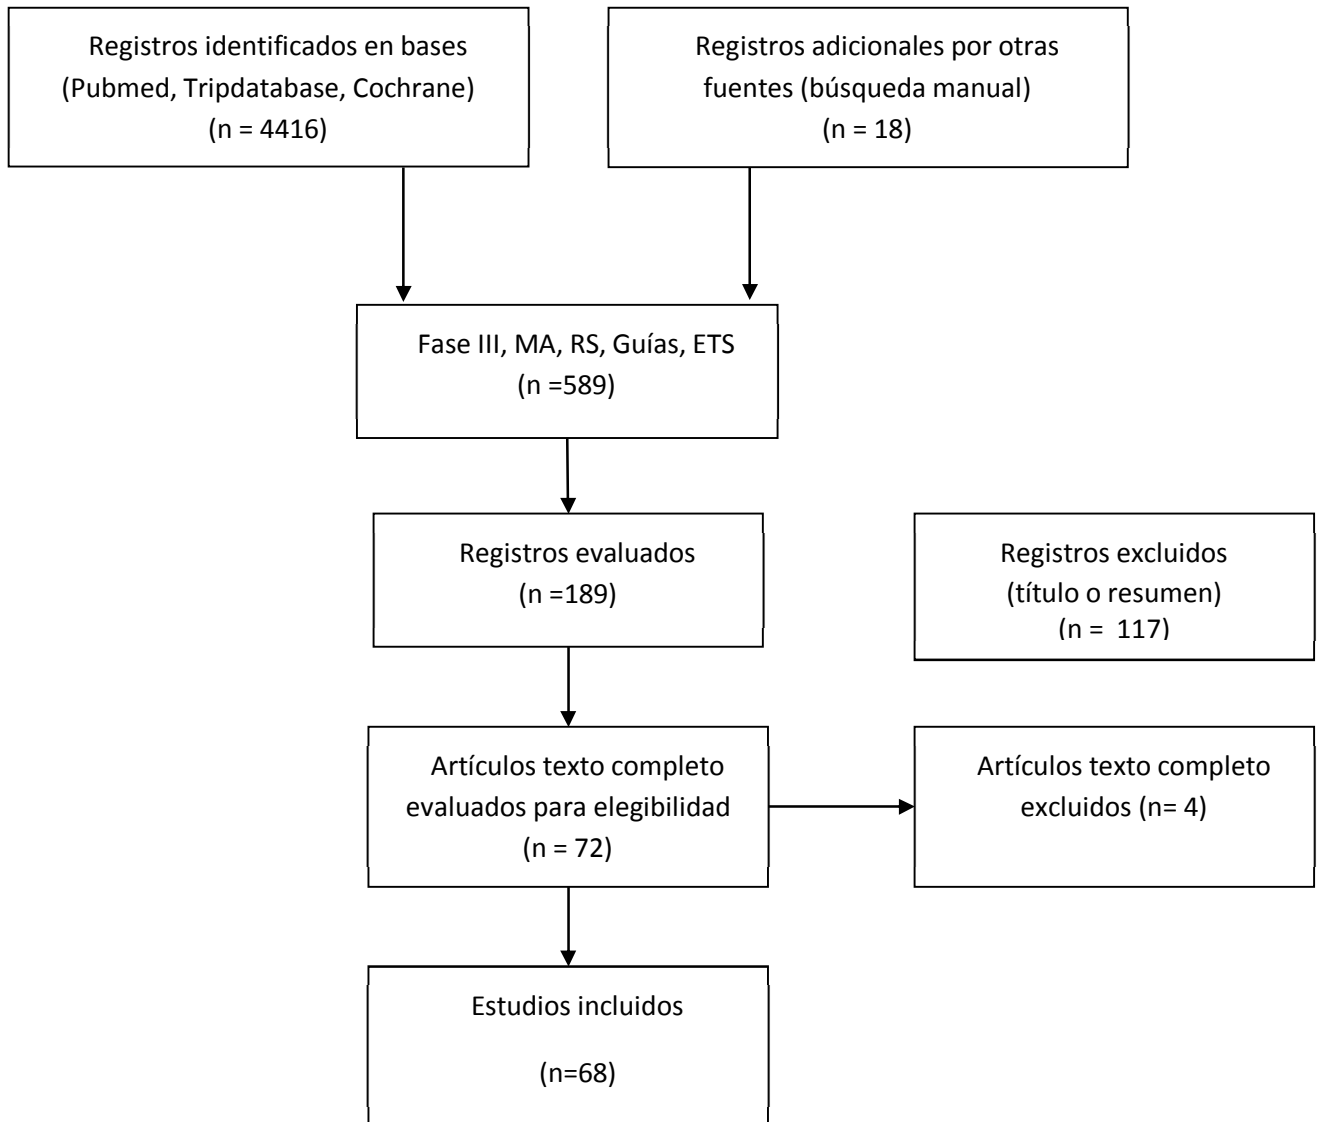 Registros identificados en bases
(Pubmed, Tripdatabase, Cochrane)
(n = 4416)
Registros adicionales por otras
fuentes (búsqueda manual)
(n = 18)
Fase III, MA, RS, Guías, ETS
(n =589)
Registros evaluados
(n =189)
Registros excluidos
(título o resumen)
(n =  117)
Artículos texto completo
evaluados para elegibilidad
(n = 72)
Artículos texto completo
excluidos (n= 4)
Estudios incluidos
(n=68)